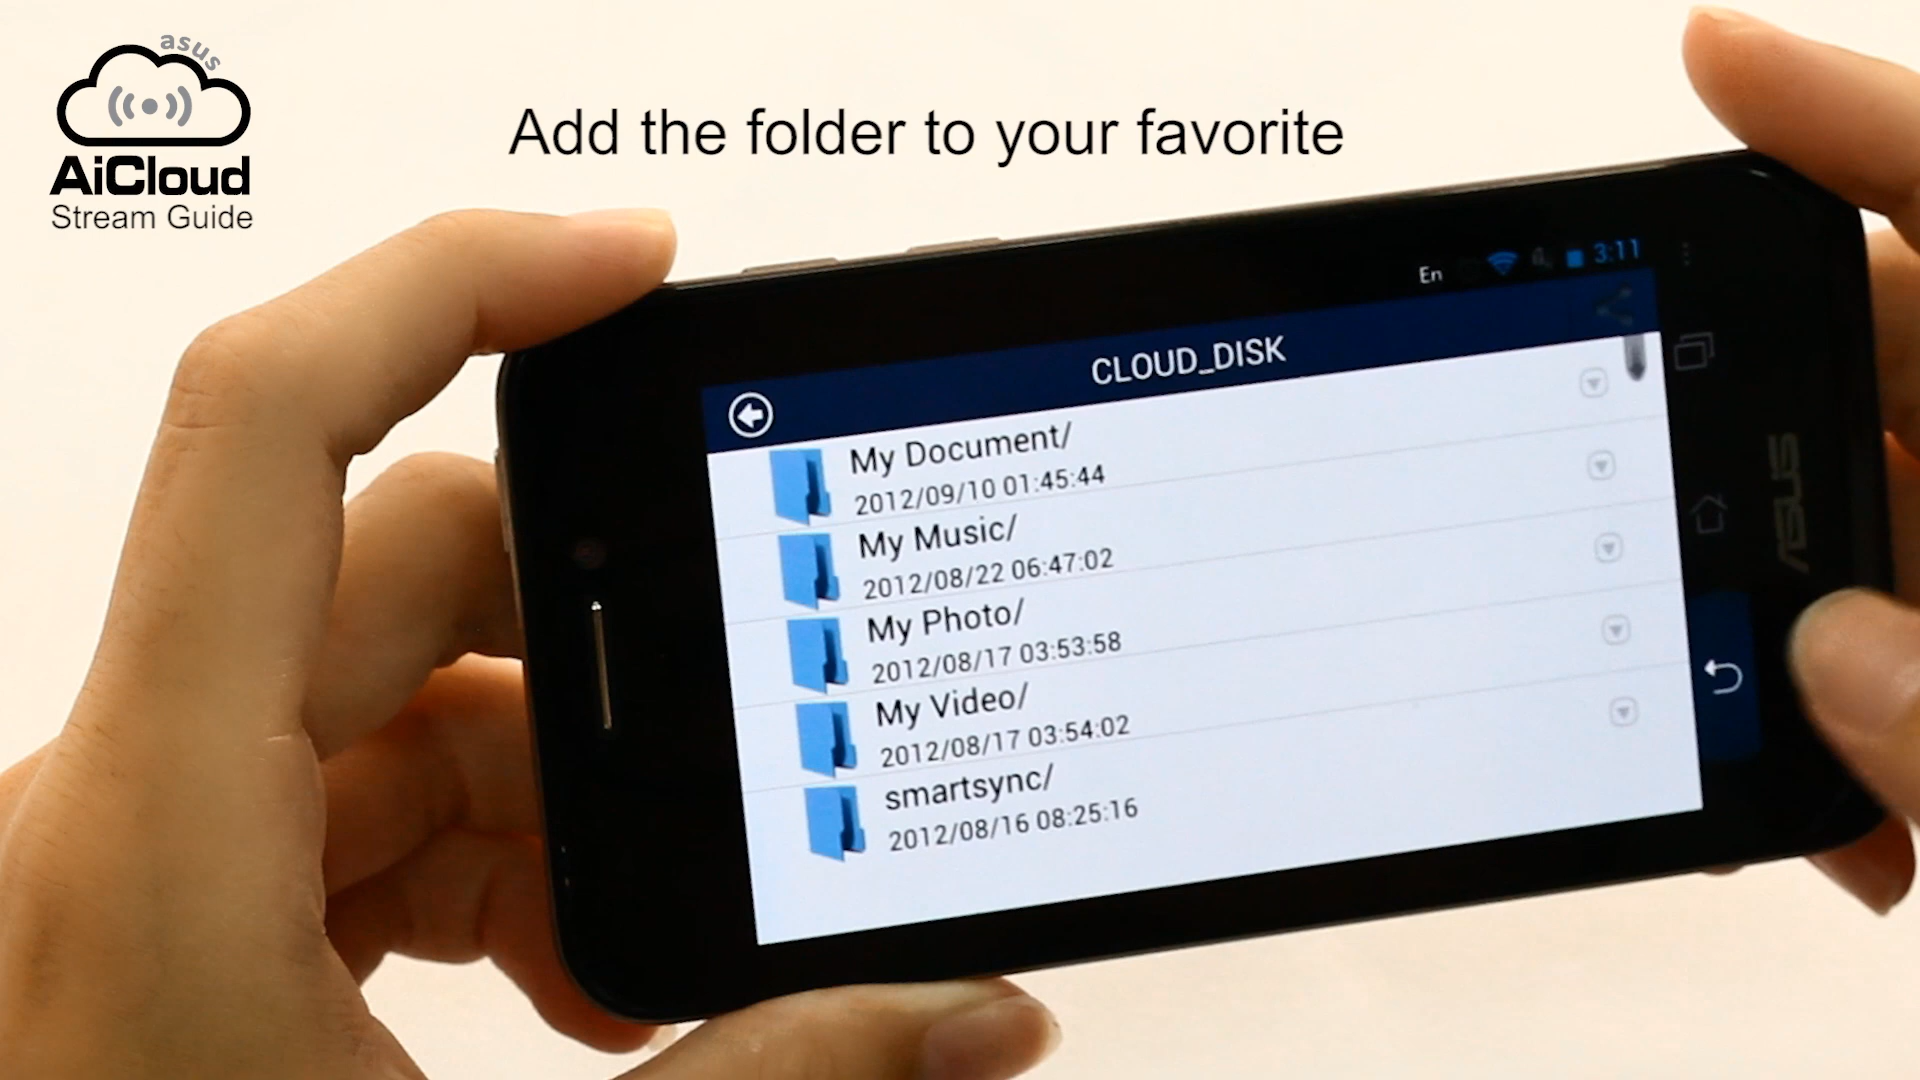 asus
AiCloud
Stream Guide
Add the folder to your favorite
En 3:11
CLOUD_DISK
My Document/
2012/09/10 01:45:44
My Music/
2012/08/22 06:47:02
My Photo/
2012/08/17 03:53:58
My Video/
2012/08/17 03:54:02
smartsync/
2012/08/16 08:25:16
ASUS